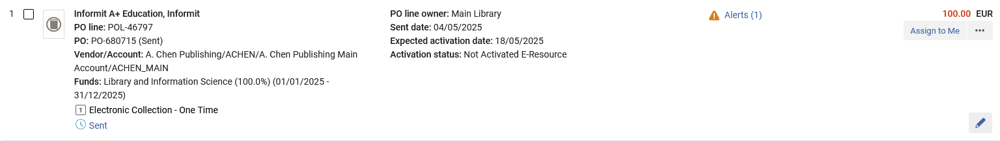 1
Informit A+ Education, Informit
PO line: POL-46797
PO: PO-680715 (Sent)
Vendor/Account: A. Chen Publishing/ACHEN/A. Chen Publishing Main
Account/ACHEN_MAIN
Funds: Library and Information Science (100.0%) (01/01/2025 -
31/12/2025)
1 Electronic Collection - One Time
Sent
PO line owner: Main Library
Sent date: 04/05/2025
Expected activation date: 18/05/2025
Activation status: Not Activated E-Resource
Alerts (1)
100.00 EUR
Assign to Me